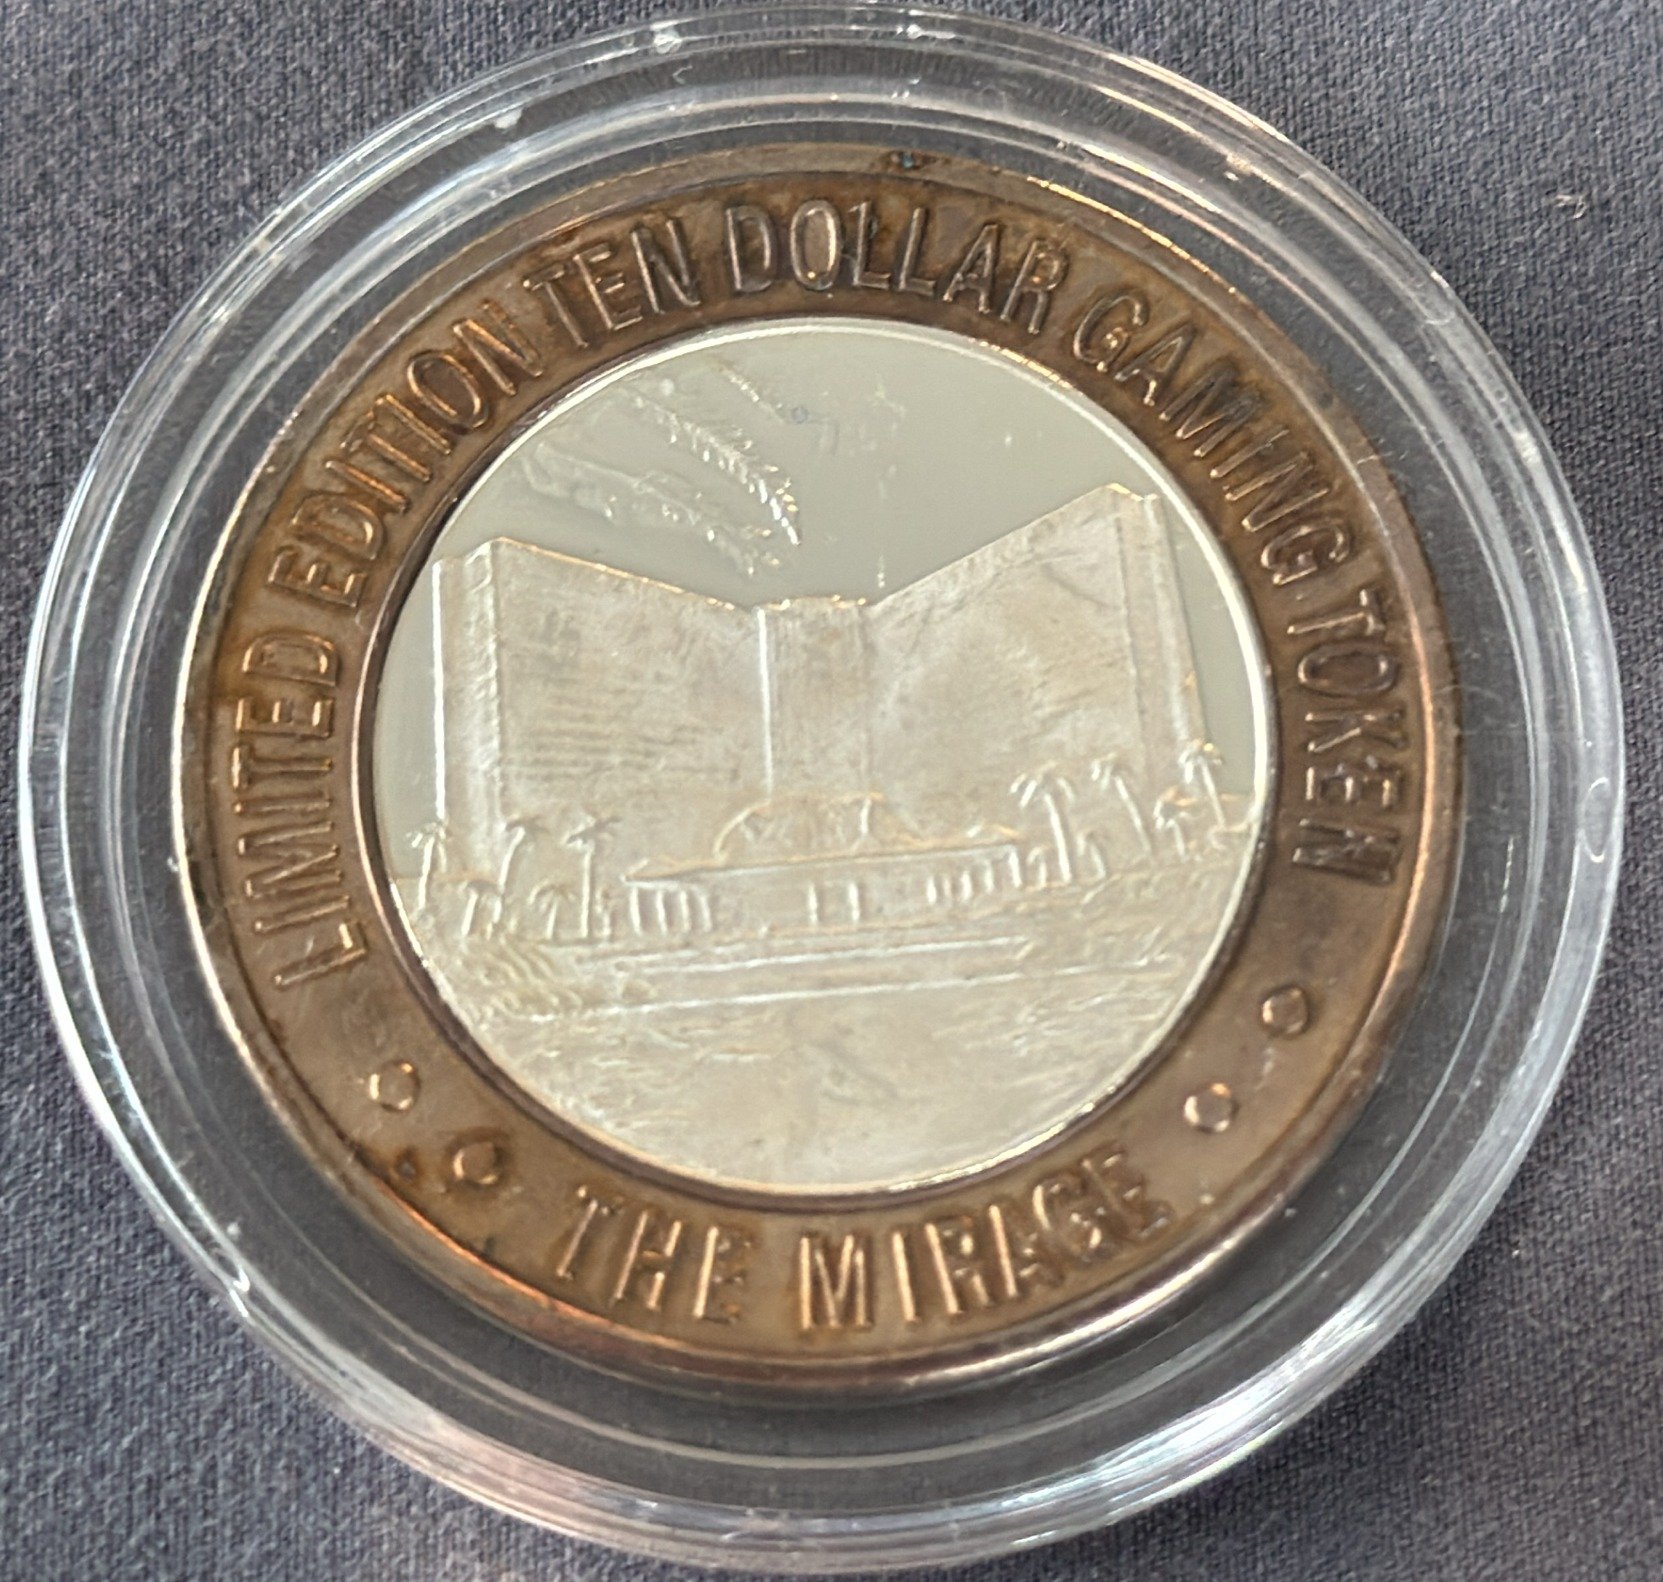 LIMITED EDITION TEN DOLLAR GAMING TOKEN
THE MIRAGE